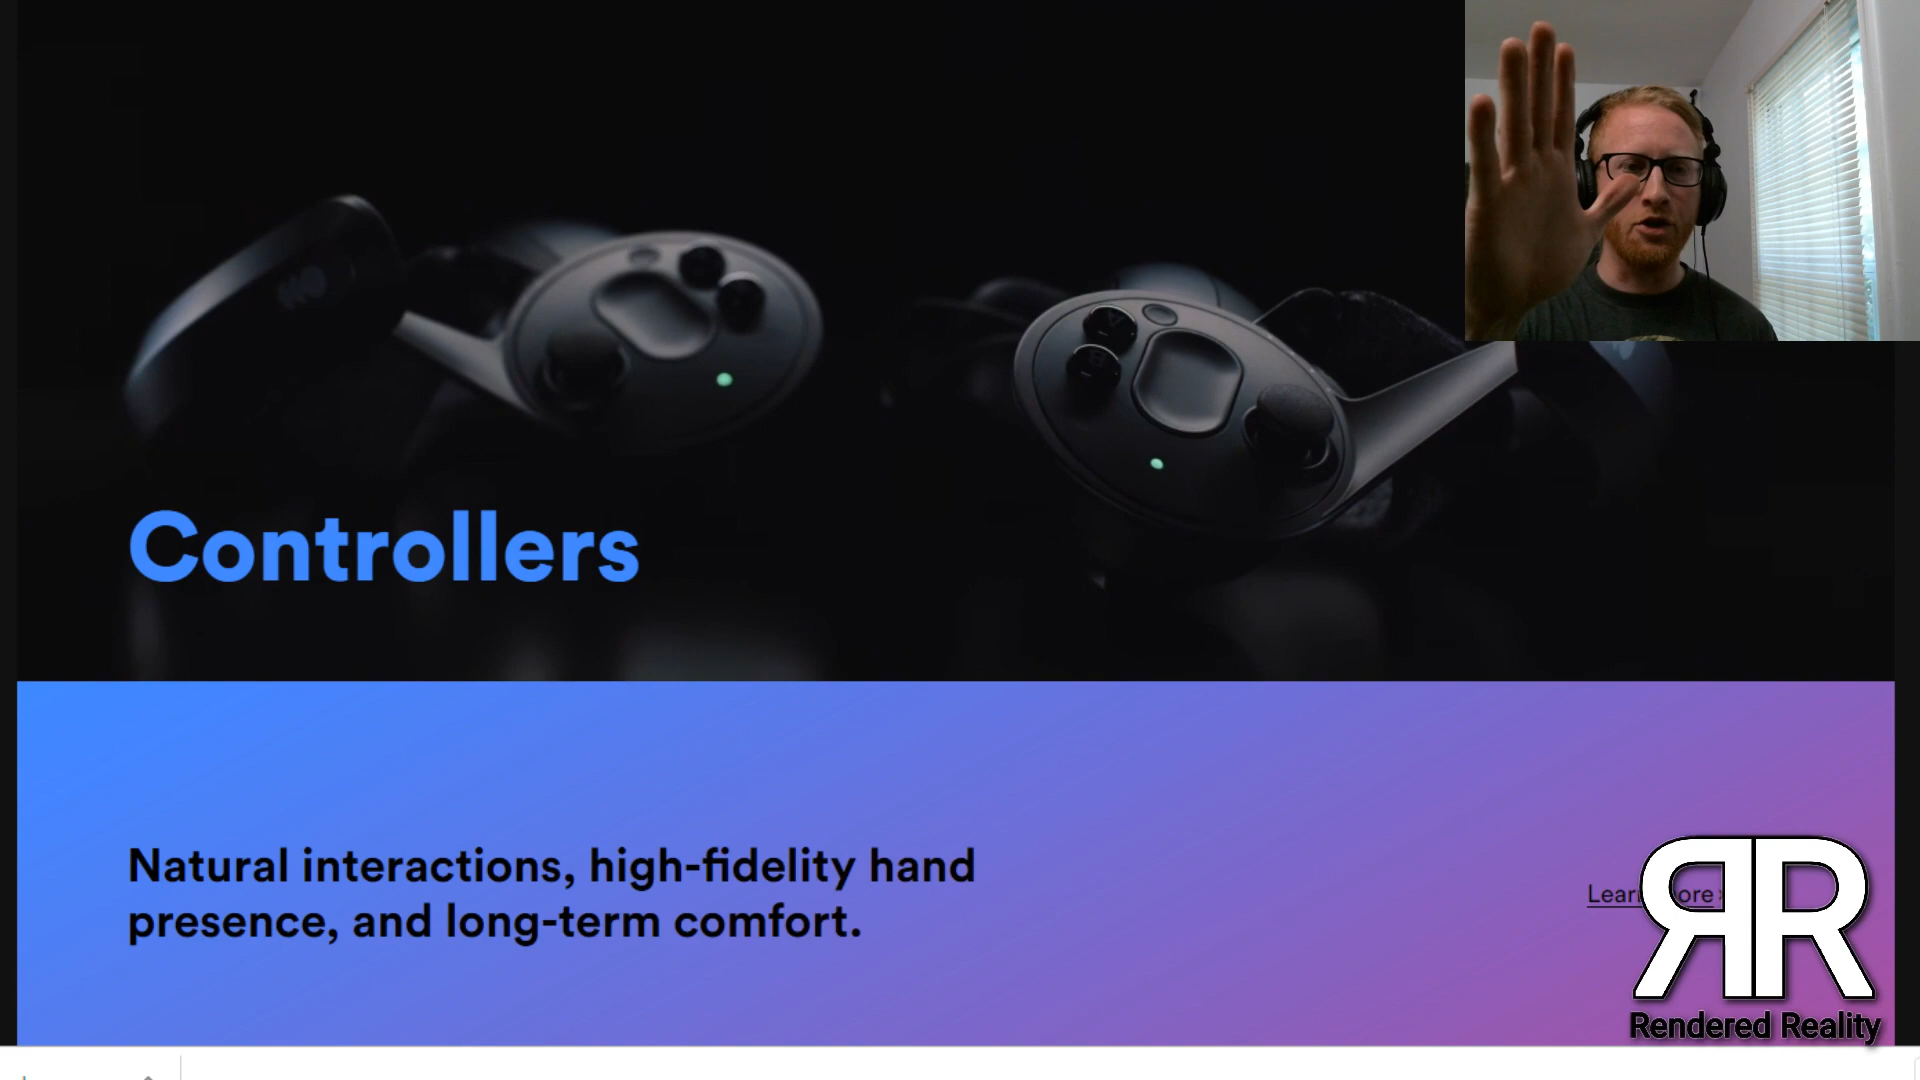 Controllers
Natural interactions, high-fidelity hand
presence, and long-term comfort.
RR
Rendered Reality
A
B